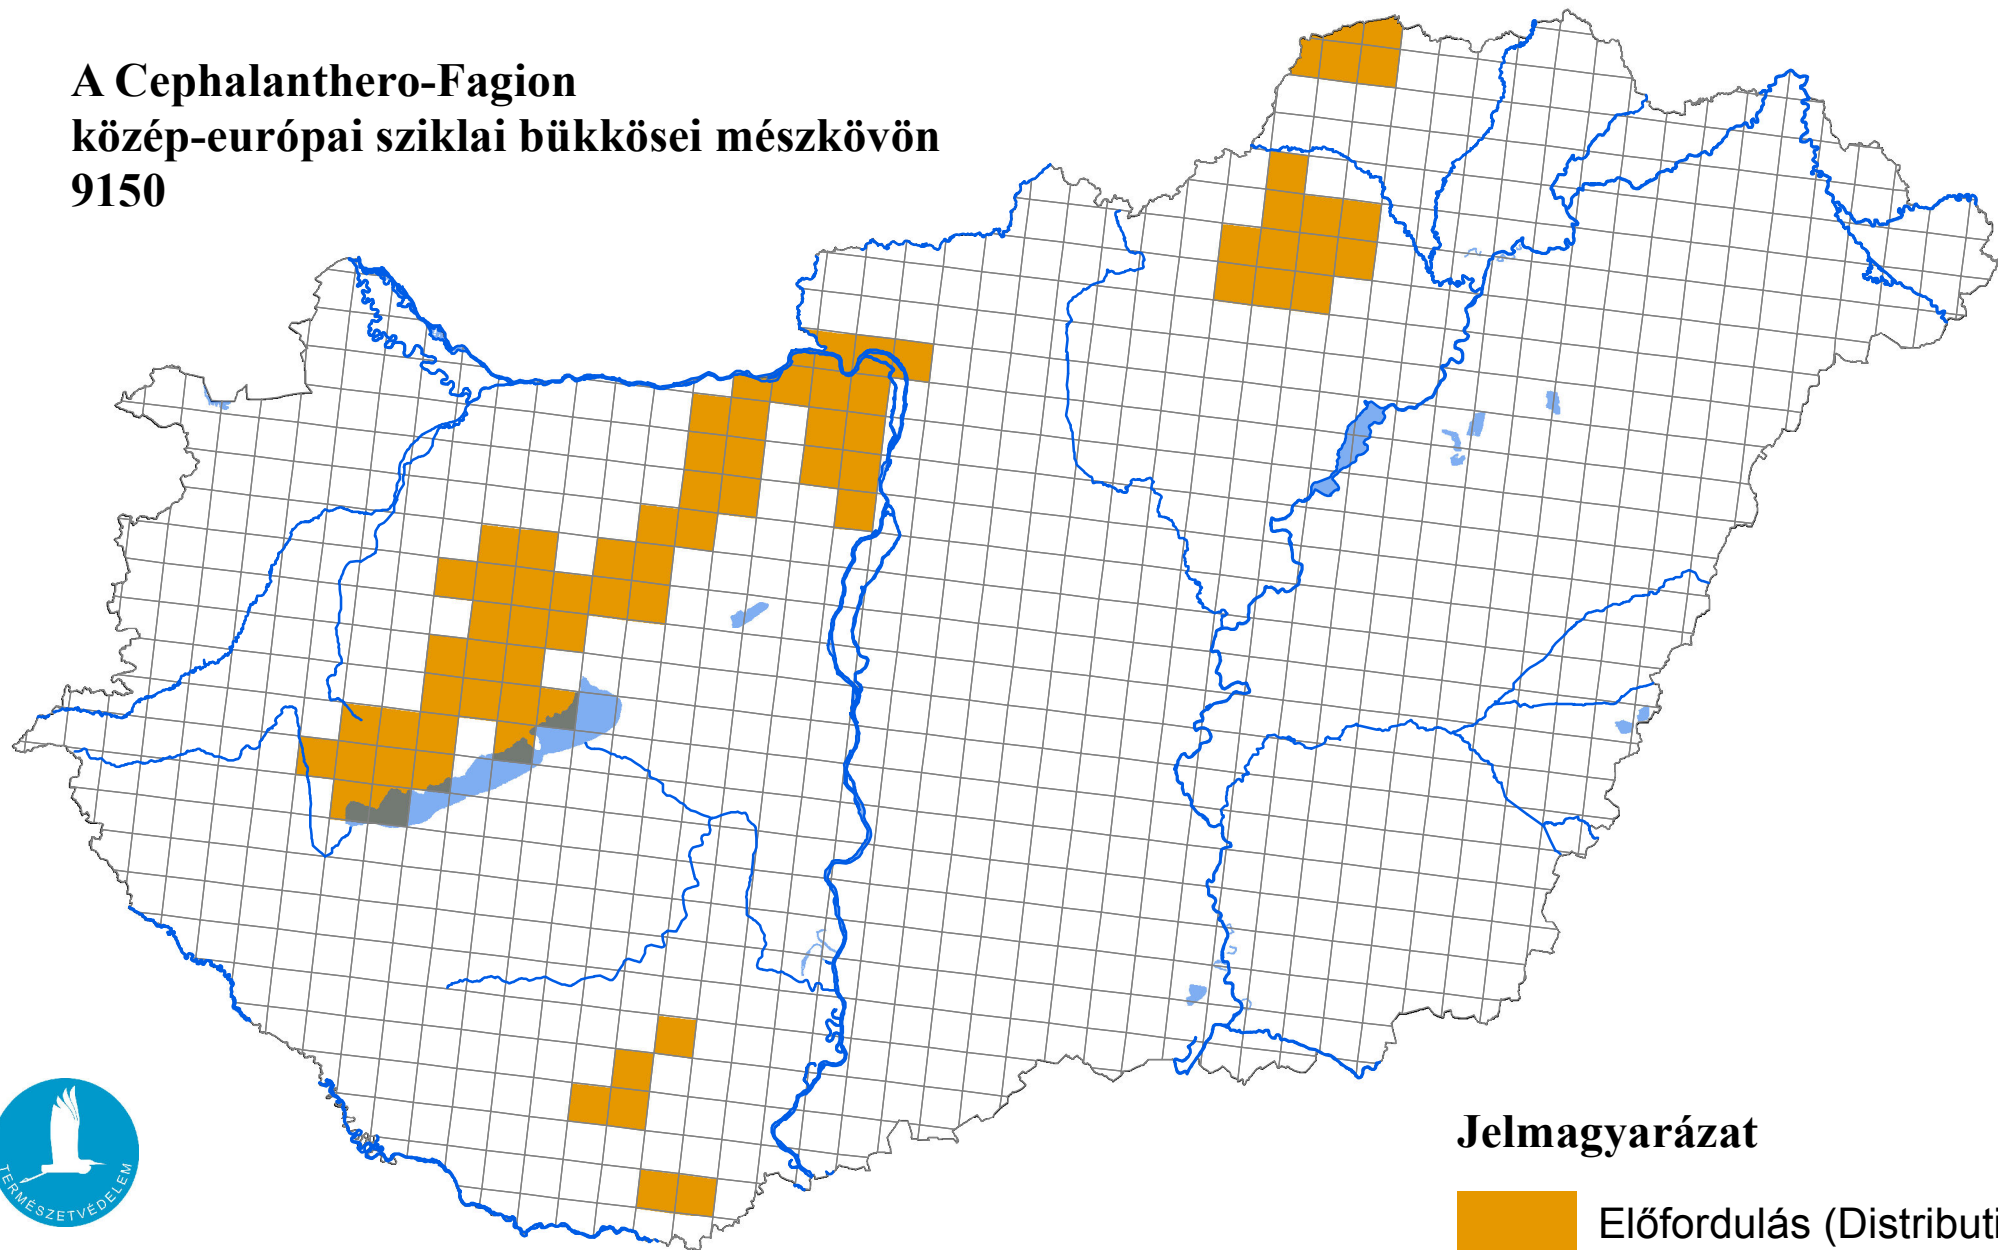 A Cephalanthero-Fagion
közép-európai sziklai bükkösei mészkövön
9150
TERMÉSZETVÉDELEM
Jelmagyarázat
Előfordulás (Distributi